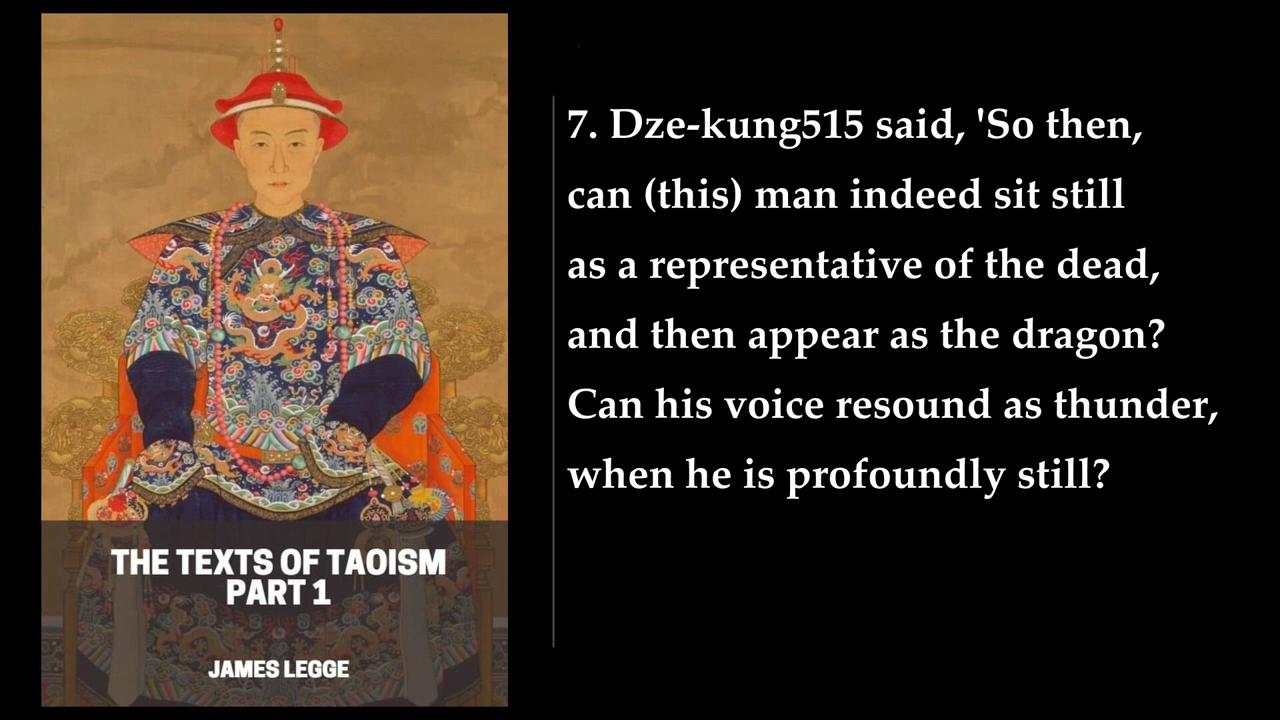 THE TEXTS OF TAOISM
PART 1
JAMES LEGGE
7. Dze-kung515 said, 'So then,
can (this) man indeed sit still
as a representative of the dead,
and then appear as the dragon?
Can his voice resound as thunder,
when he is profoundly still?